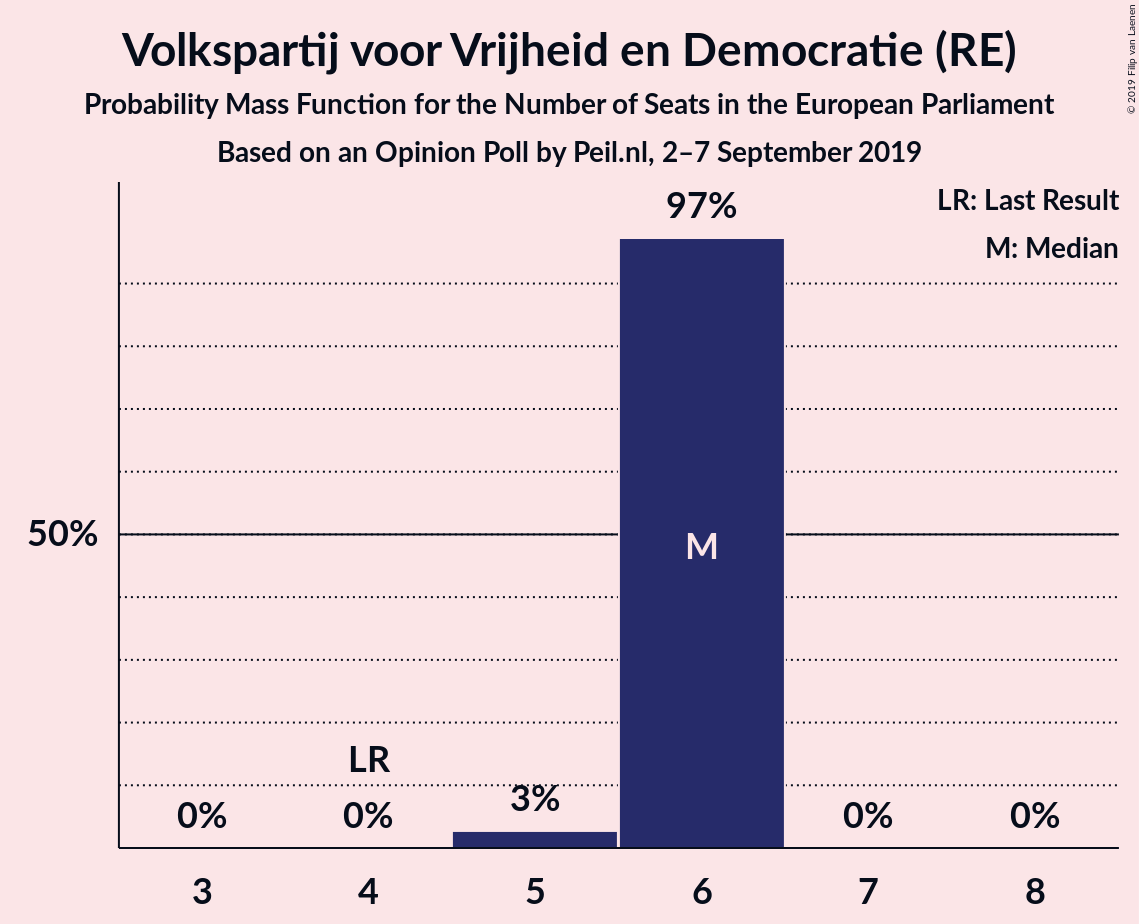 Volkspartij voor Vrijheid en Democratie (RE)
Probability Mass Function for the Number of Seats in the European Parliament
Based on an Opinion Poll by Peil.nl, 2–7 September 2019
© 2019 Filip van Laenen
LR: Last Result
M: Median
97%
50%
M
LR
0%
0%
3%
0%
0%
3
4
5
6
7
8